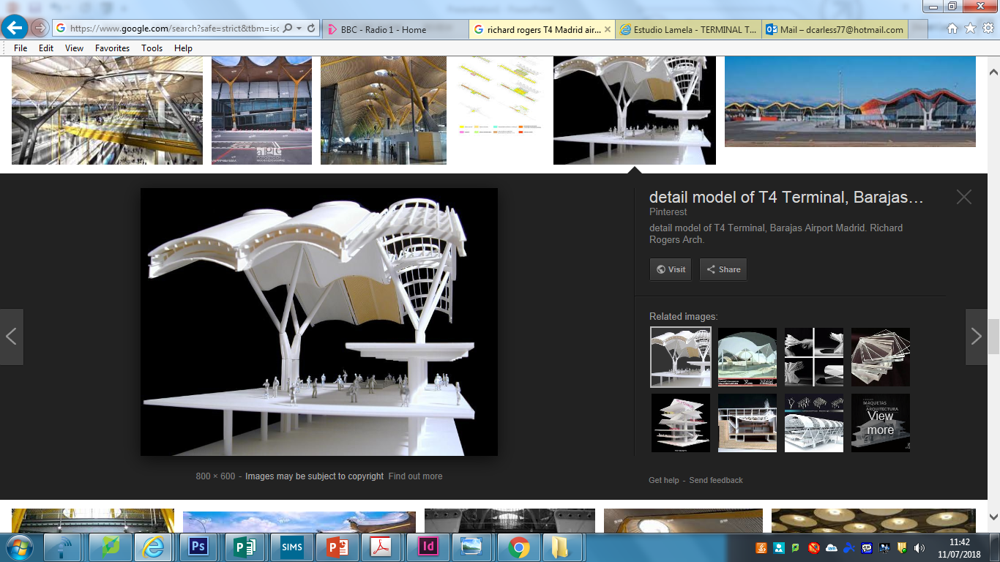 https://www.google.com/search?safe=strict&tbm=isc
BBC - Radio 1 - Home
richard rogers T4 Madrid air...
Estudio Lamela - TERMINAL T...
Mail – dcarless77@hotmail.com
File Edit View Favorites Tools Help
detail model of T4 Terminal, Barajas…
Pinterest
detail model of T4 Terminal, Barajas Airport Madrid. Richard
Rogers Arch.
Visit Share
Related images:
MAQUETAS
ARQUITECTURA
View
more
800 × 600 - Images may be subject to copyright Find out more
Get help - Send feedback
Ps
P
SIMS
P
Id
11:42
11/07/2018